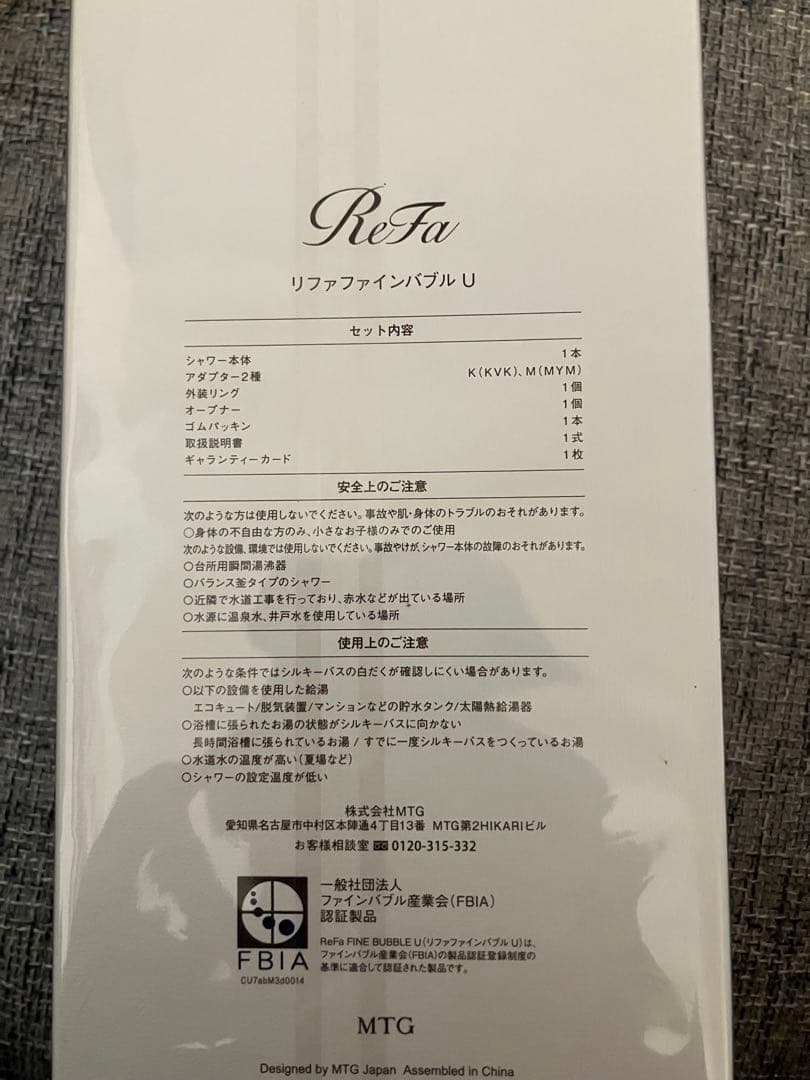 ReFa
リファファインバブル U
セット内容
シャワー本体 1本
アダプター2種 K(KVK)、M(MYM)
外装リング 1個
オープナー 1個
ゴムパッキン 1本
取扱説明書 1式
ギャランティーカード 1枚
安全上のご注意
次のような方は使用しないでください。事故や肌・身体のトラブルのおそれがあります。
○身体の不自由な方のみ、小さなお子様のみでのご使用
次のような設備、環境では使用しないでください。事故やけが、シャワー本体の故障のおそれがあります。
○台所用瞬間湯沸器
○バランス釜タイプのシャワー
○近隣で水道工事を行っており、赤水などが出ている場所
○水源に温泉水、井戸水を使用している場所
使用上のご注意
次のような条件ではシルキーバスの白だくが確認しにくい場合があります。
○以下の設備を使用した給湯
エコキュート/脱気装置/マンションなどの貯水タンク/太陽熱給湯器
○浴槽に張られたお湯の状態がシルキーバスに向かない
長時間浴槽に張られているお湯 / すでに一度シルキーバスをつくっているお湯
○水道水の温度が高い(夏場など)
○シャワーの設定温度が低い
株式会社MTG
愛知県名古屋市中村区本陣通4丁目13番 MTG第2HIKARIビル
お客様相談室 0120-315-332
一般社団法人
ファインバブル産業会(FBIA)
認証製品
FBIA
CU7abM3d0014
ReFa FINE BUBBLE U(リファファインバブル U)は、
ファインバブル産業会(FBIA)の製品認証登録制度の
基準に適合して認証された製品です。
MTG
Designed by MTG Japan Assembled in China